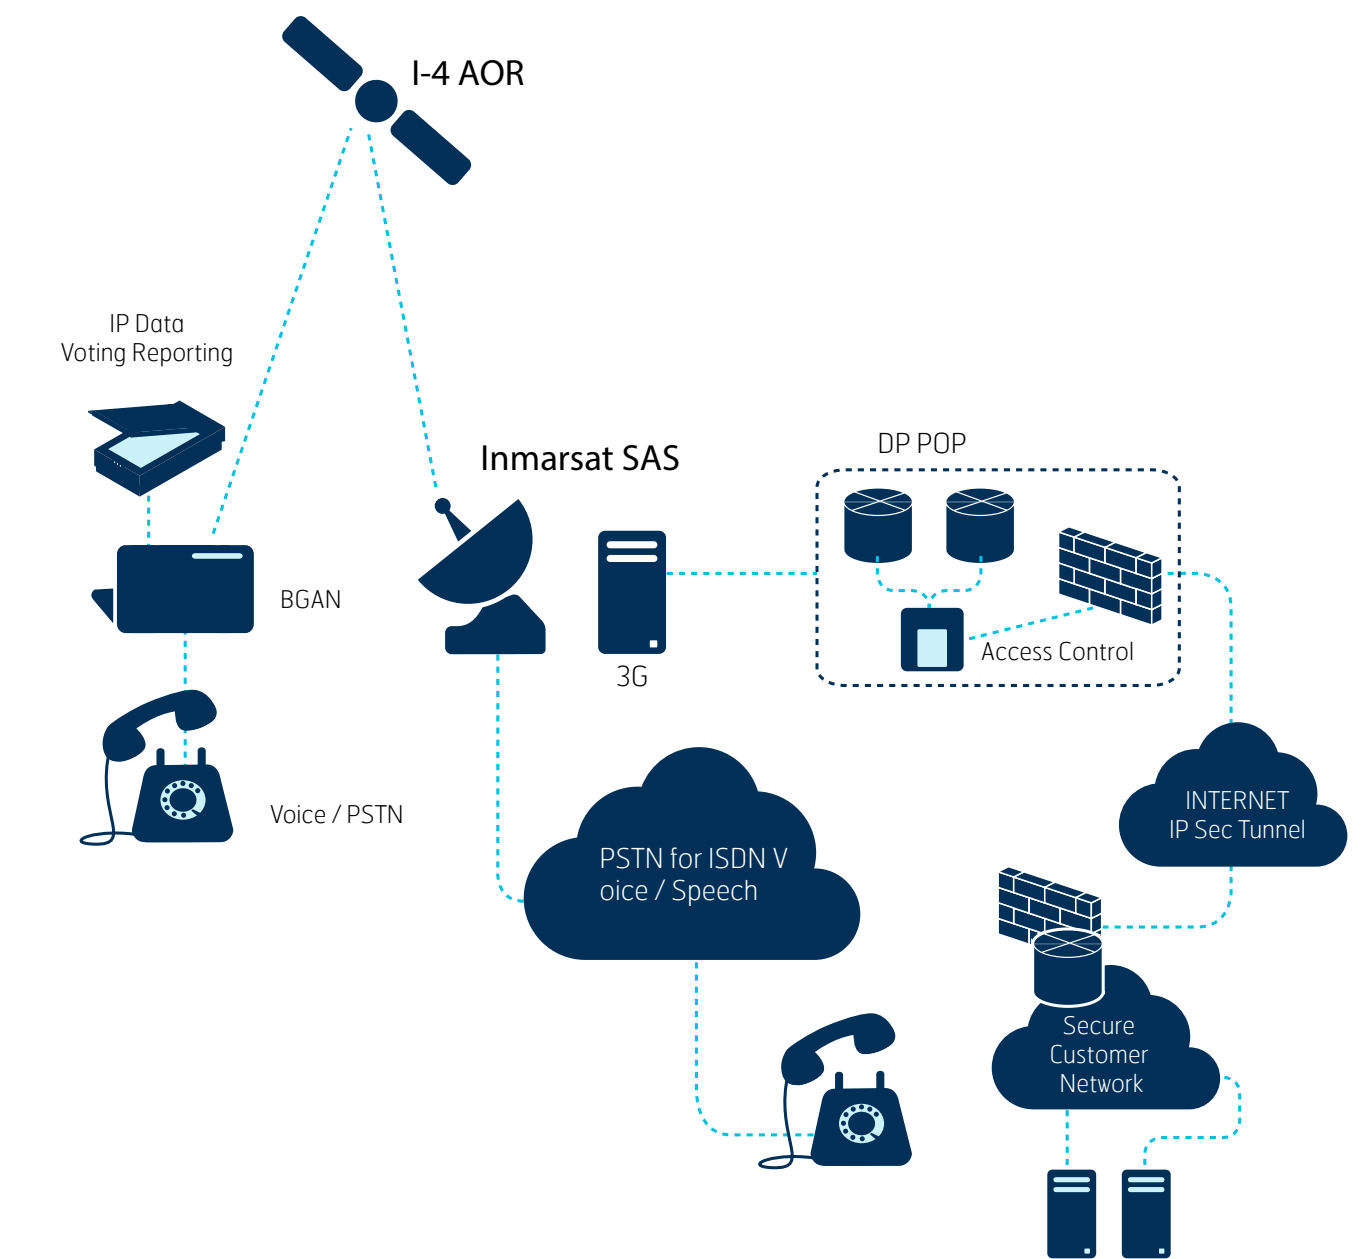 I-4 AOR
IP Data
Voting Reporting
Inmarsat SAS
DP POP
BGAN
Access Control
3G
Voice / PSTN
INTERNET
IP Sec Tunnel
PSTN for ISDN V
oice / Speech
Secure
Customer
Network